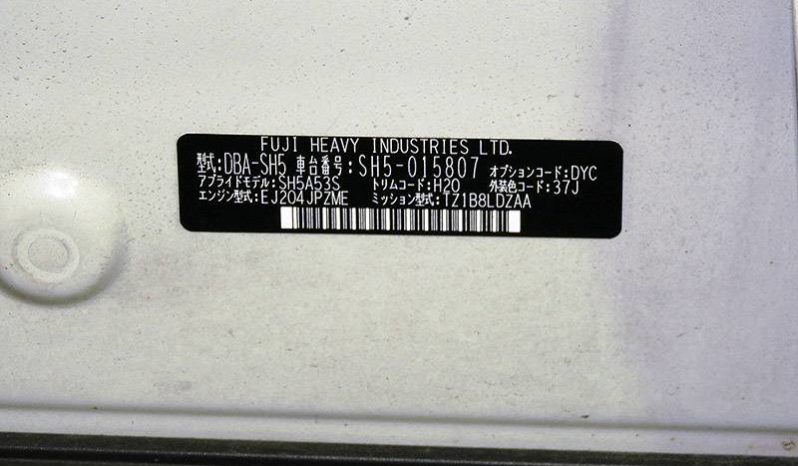 FUJI HEAVY INDUSTRIES LTD.
型式:DBA-SH5 車台番号:SH5-015807 オプションコード:DYC
アプライドモデル:SH5A53S トリムコード:H20 外装色コード:37J
エンジン型式:EJ204JPZME ミッション型式:TZ1B8LDZAA